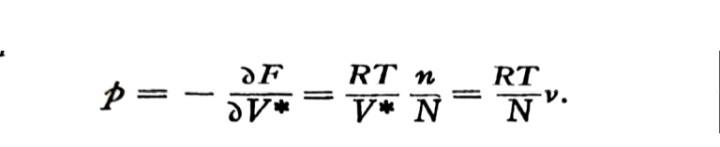 p = − ∂F/∂V* = RT/V* n/N = RT/N ν.